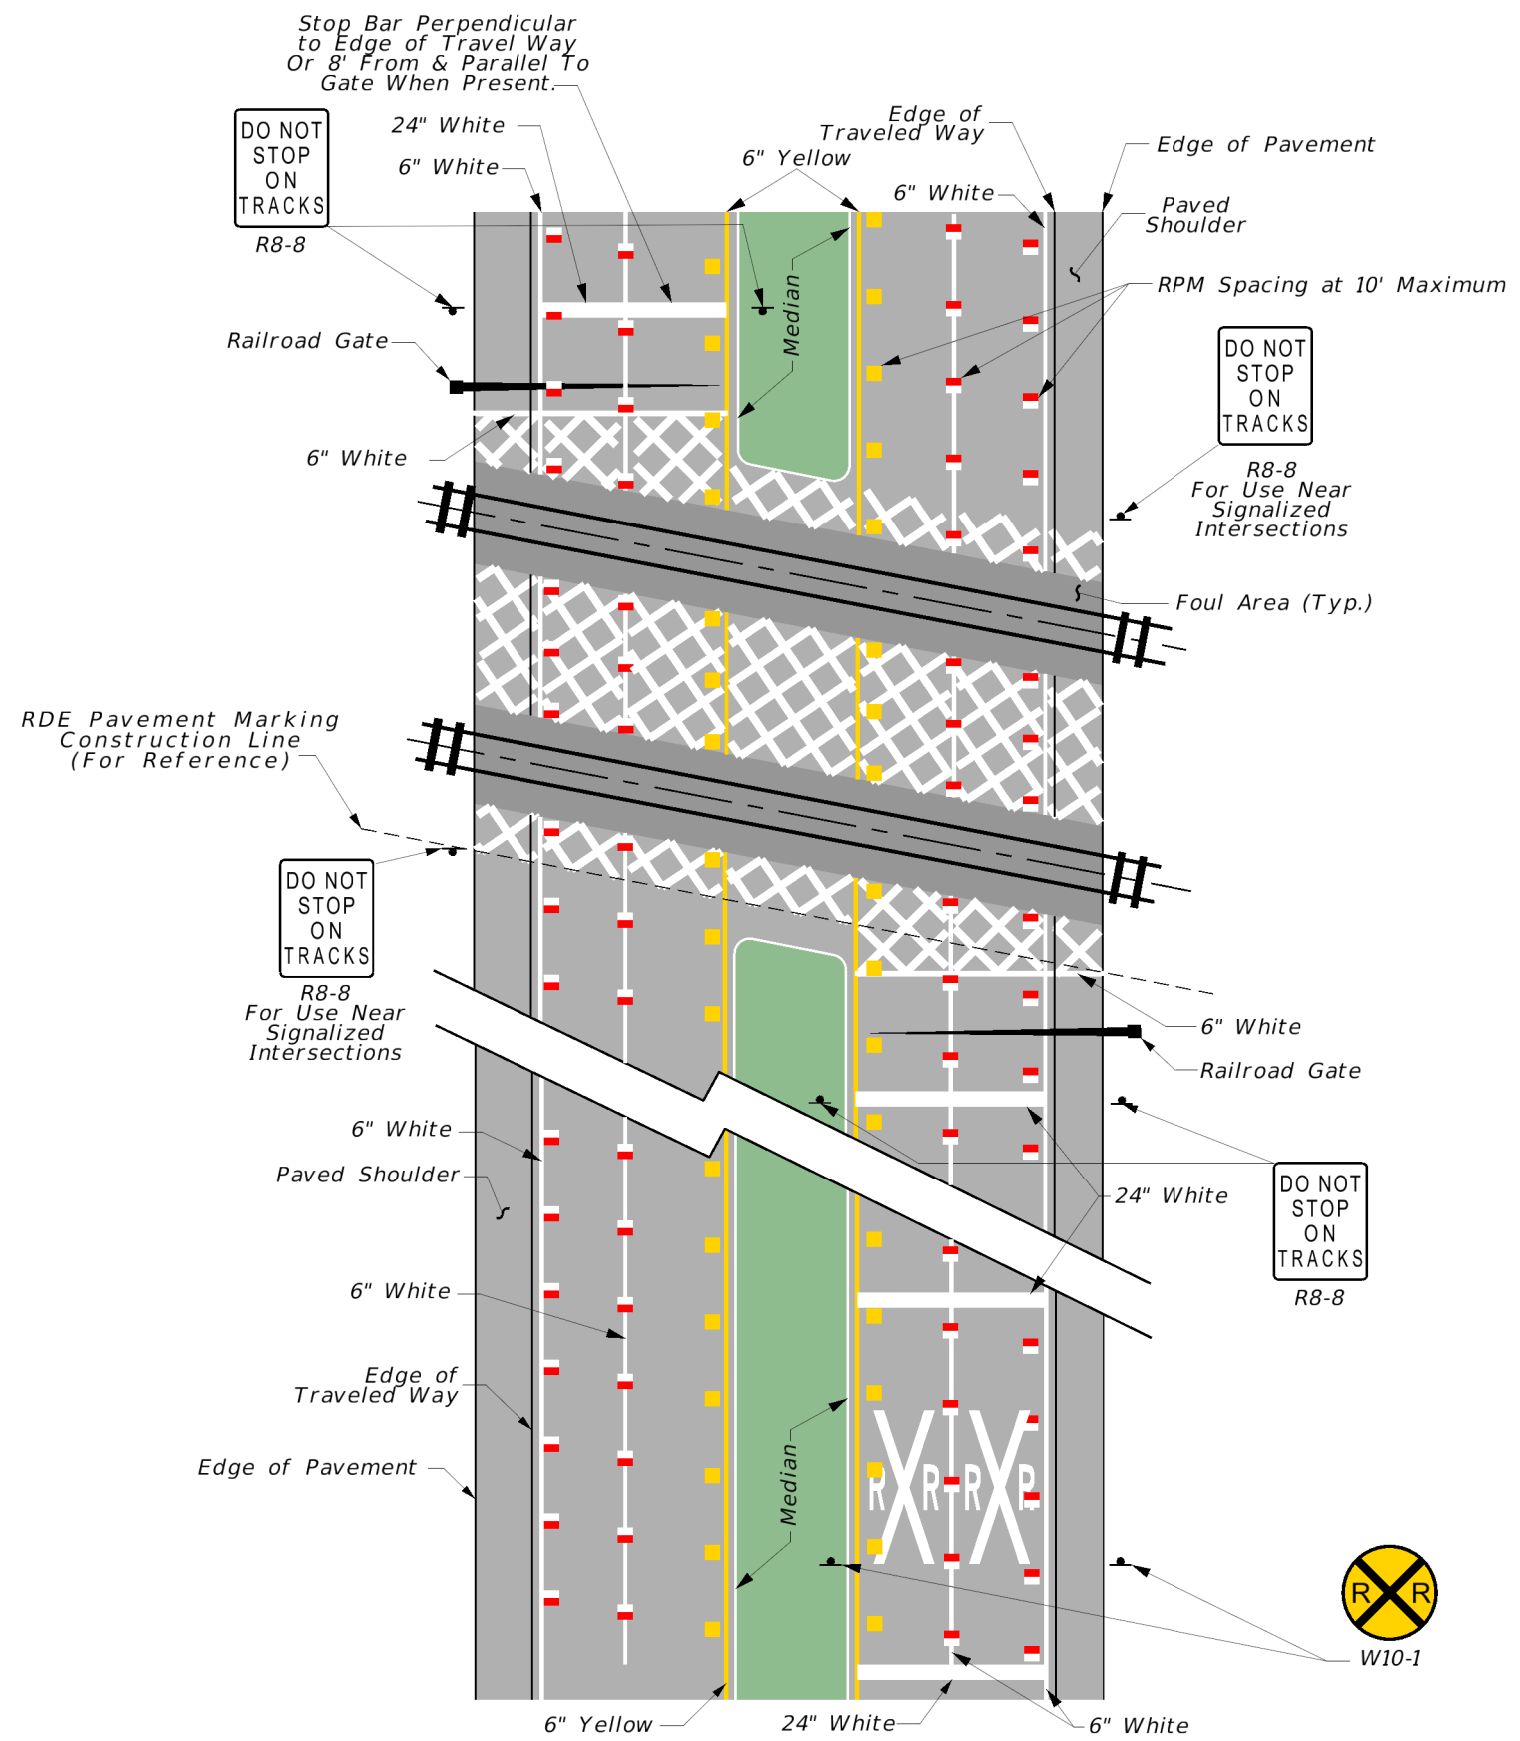 Stop Bar Perpendicular
to Edge of Travel Way
Or 8' From & Parallel To
Gate When Present.
DO NOT
STOP
ON
TRACKS
R8-8
24" White
6" White
6" Yellow
Edge of
Traveled Way
6" White
Edge of Pavement
Paved
Shoulder
RPM Spacing at 10' Maximum
Median
Railroad Gate
6" White
DO NOT
STOP
ON
TRACKS
R8-8
For Use Near
Signalized
Intersections
Foul Area (Typ.)
RDE Pavement Marking
Construction Line
(For Reference)
DO NOT
STOP
ON
TRACKS
R8-8
For Use Near
Signalized
Intersections
6" White
Railroad Gate
6" White
Paved Shoulder
24" White
DO NOT
STOP
ON
TRACKS
R8-8
6" White
Edge of
Traveled Way
Edge of Pavement
Median
R R R R
R R
W10-1
6" Yellow
24" White
6" White